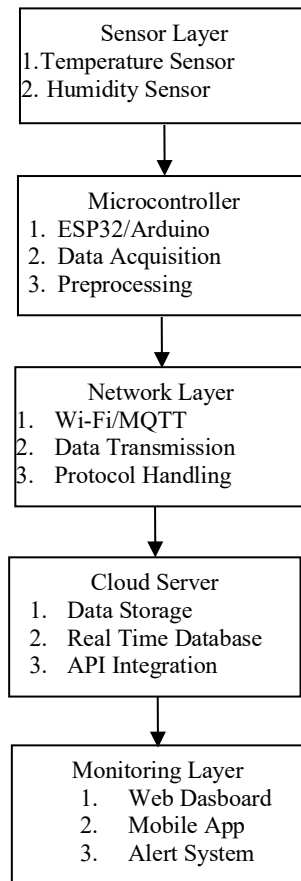 Sensor Layer
1.Temperature Sensor
2. Humidity Sensor
Microcontroller
1. ESP32/Arduino
2. Data Acquisition
3. Preprocessing
Network Layer
1. Wi-Fi/MQTT
2. Data Transmission
3. Protocol Handling
Cloud Server
1. Data Storage
2. Real Time Database
3. API Integration
Monitoring Layer
1. Web Dasboard
2. Mobile App
3. Alert System